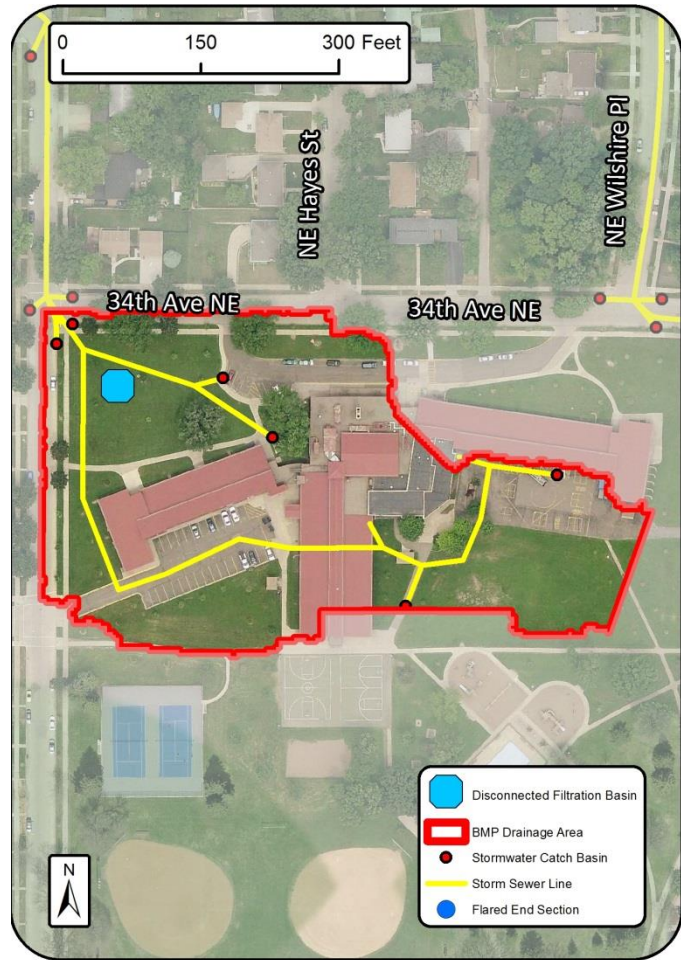 0 150 300 Feet
NE Hayes St
NE Wilshire Pl
34th Ave NE
34th Ave NE
Disconnected Filtration Basin
BMP Drainage Area
Stormwater Catch Basin
Storm Sewer Line
Flared End Section
N